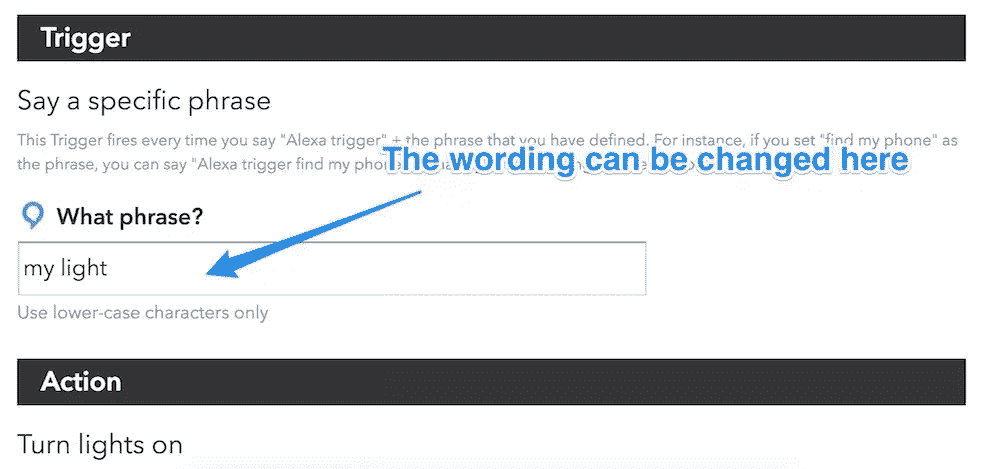 Trigger
Say a specific phrase
This Trigger fires every time you say "Alexa trigger" + the phrase that you have defined. For instance, if you set "find my phone" as
the phrase, you can say "Alexa trigger find my phone
The wording can be changed here
What phrase?
my light
Use lower-case characters only
Action
Turn lights on